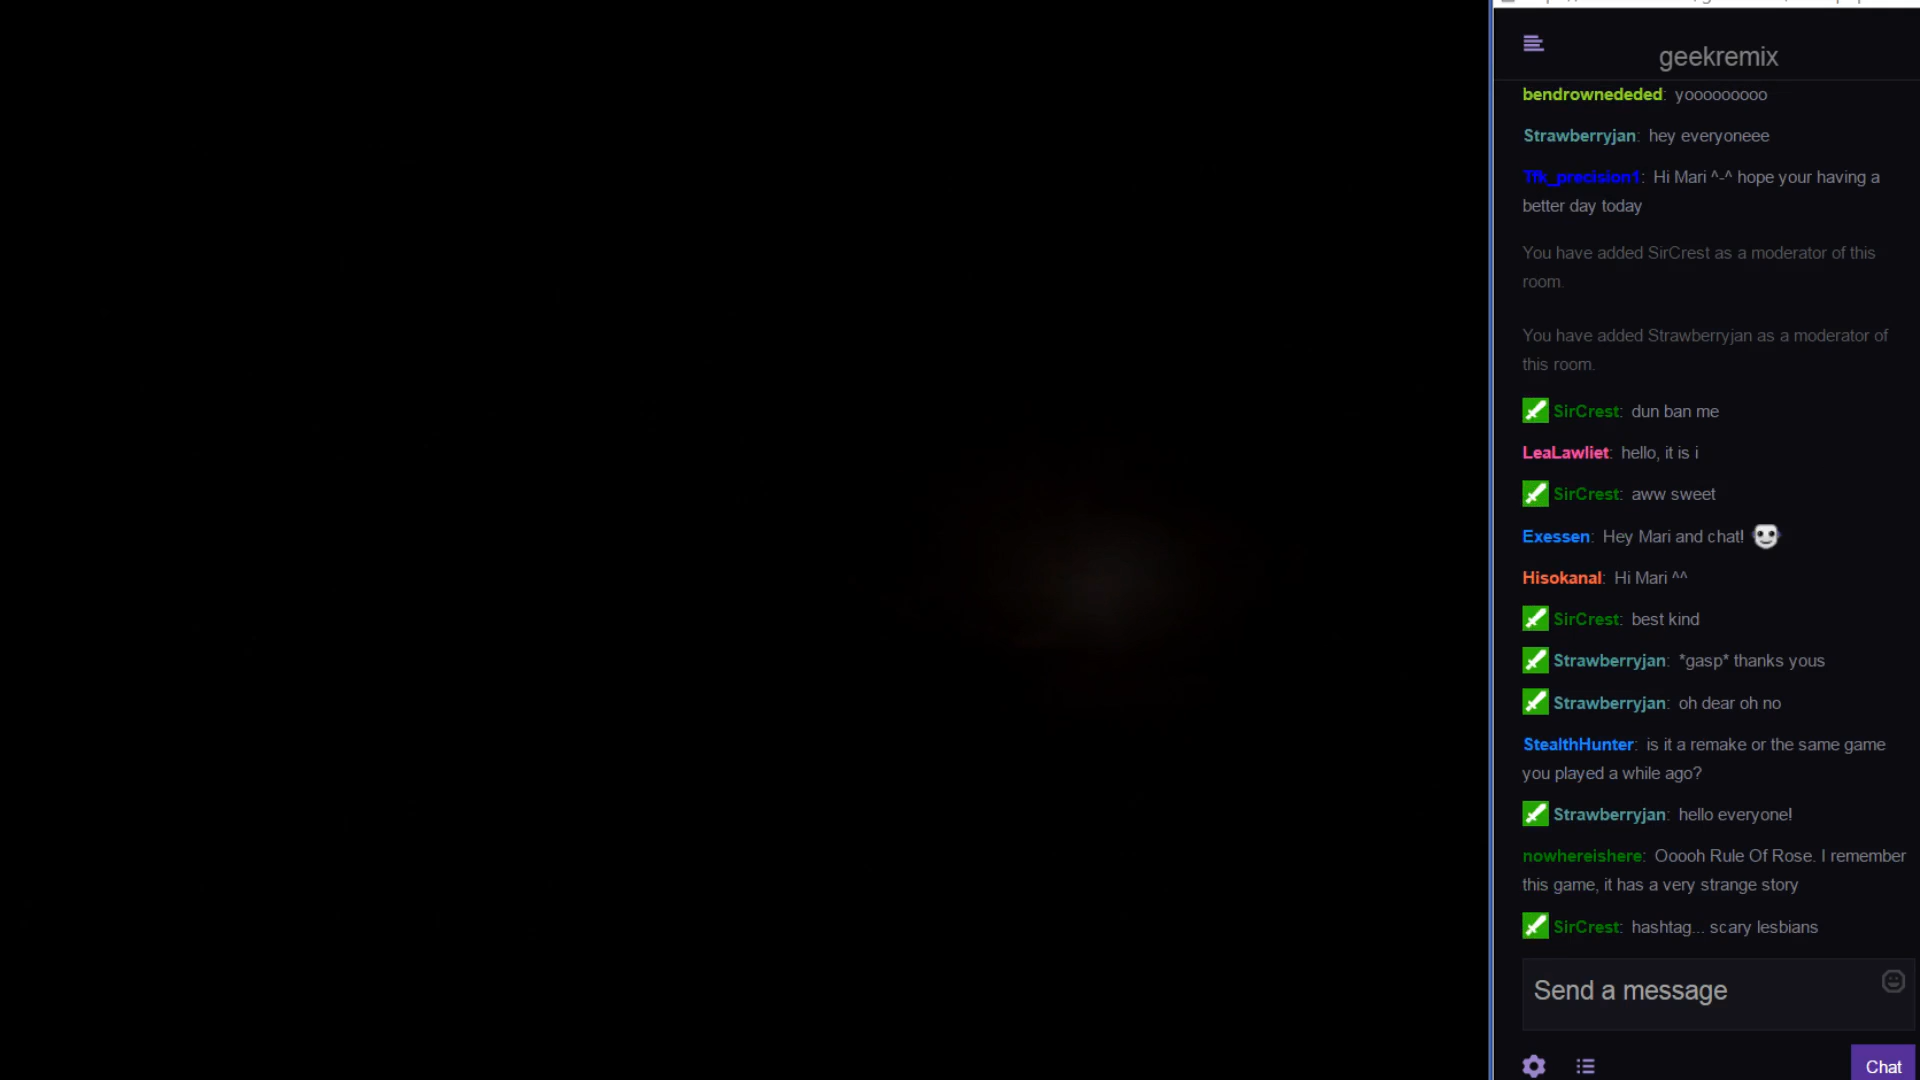 geekremix
bendrownededed: yooooooooo
Strawberryjan: hey everyoneee
Tfk_precision1: Hi Mari ^-^ hope your having a
better day today
You have added SirCrest as a moderator of this
room.
You have added Strawberryjan as a moderator of
this room.
SirCrest: dun ban me
LeaLawliet: hello, it is i
SirCrest: aww sweet
Exessen: Hey Mari and chat!
Hisokanal: Hi Mari ^^
SirCrest: best kind
Strawberryjan: *gasp* thanks yous
Strawberryjan: oh dear oh no
StealthHunter: is it a remake or the same game
you played a while ago?
Strawberryjan: hello everyone!
nowhereishere: Ooooh Rule Of Rose. I remember
this game, it has a very strange story
SirCrest: hashtag... scary lesbians
Send a message
Chat